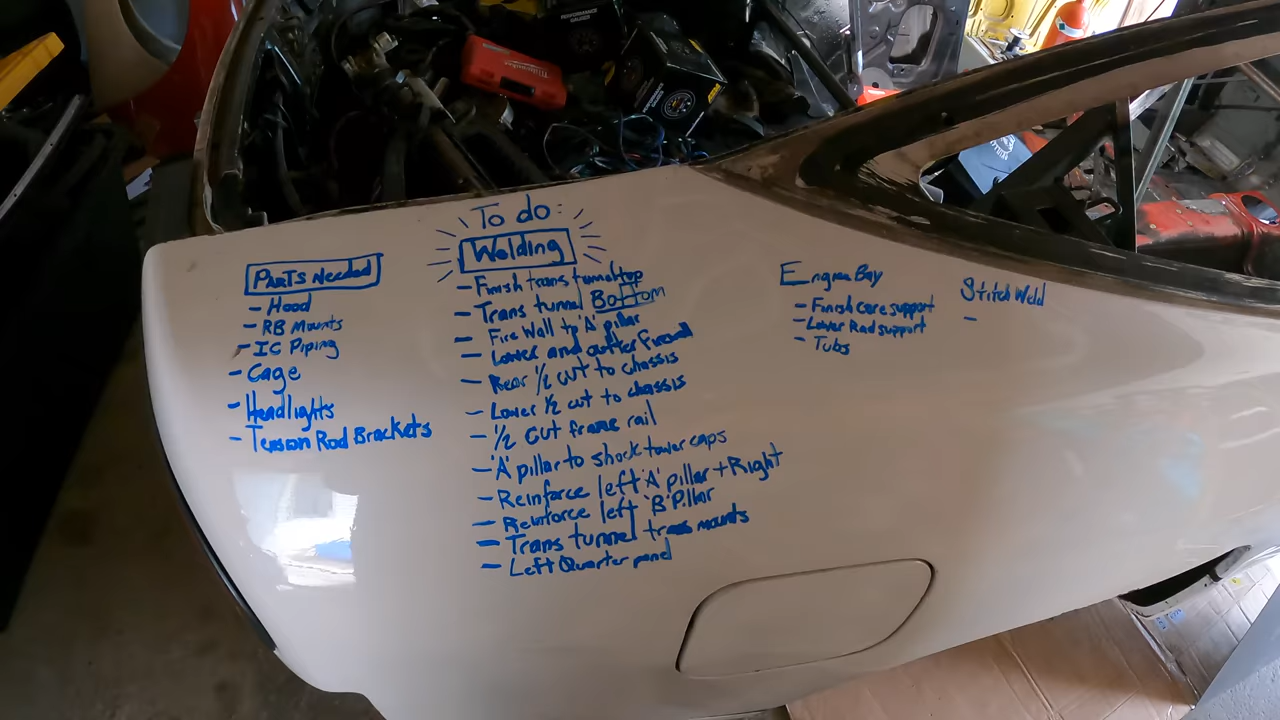 To do:
Welding
- Finish trans tunnel top
- Trans tunnel Bottom
- Fire Wall to 'A' pillar
- Lower and outter firewall
- Rear 1/2 cut to chassis
- Lower 1/2 cut to chassis
- 1/2 cut frame rail
- 'A' pillar to shock tower caps
- Reinforce left 'A' pillar + Right
- Reinforce left 'B' Pillar
- Trans tunnel trans mounts
- Left Quarter panel
Parts Needed
- Hood
- RB Mounts
- IC Piping
- Cage
- Headlights
- Tension Rod Brackets
Engine Bay
- Finish core support
- Lower Rad support
- Tubs
Stitch Weld
-
Milwaukee
PERFORMANCE